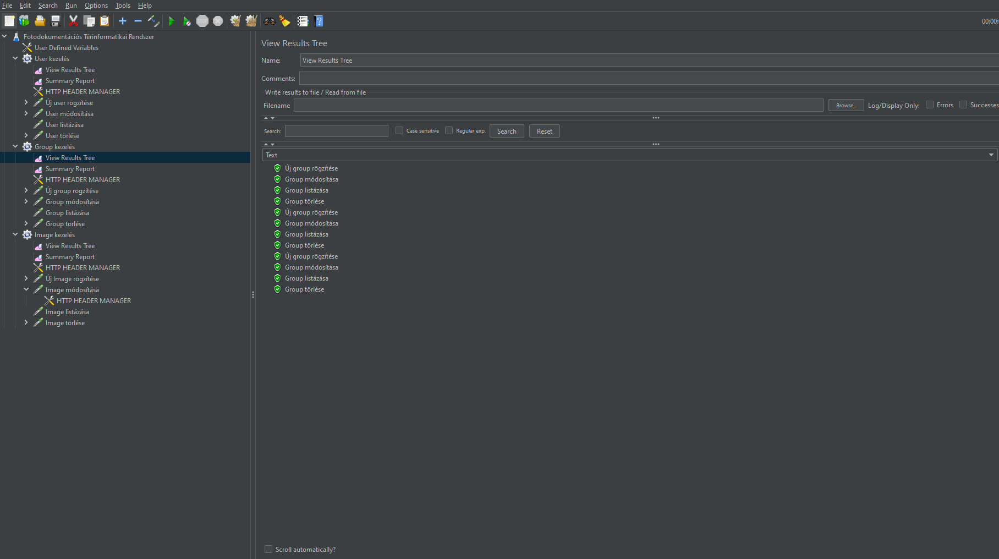 File Edit Search Run Options Tools Help
00:00:
Fotodokumentációs Térinformatikai Rendszer
User Defined Variables
User kezelés
View Results Tree
Summary Report
HTTP HEADER MANAGER
Új user rögzítése
User módosítása
User listázása
User törlése
Group kezelés
View Results Tree
Summary Report
HTTP HEADER MANAGER
Új group rögzítése
Group módosítása
Group listázása
Group törlése
Image kezelés
View Results Tree
Summary Report
HTTP HEADER MANAGER
Új Image rögzítése
Image módosítása
HTTP HEADER MANAGER
Image listázása
Image törlése
View Results Tree
Name: View Results Tree
Comments:
Write results to file / Read from file
Filename Browse... Log/Display Only: Errors Successes
Search: Case sensitive Regular exp. Search Reset
Text
Új group rögzítése
Group módosítása
Group listázása
Group törlése
Új group rögzítése
Group módosítása
Group listázása
Group törlése
Új group rögzítése
Group módosítása
Group listázása
Group törlése
Scroll automatically?